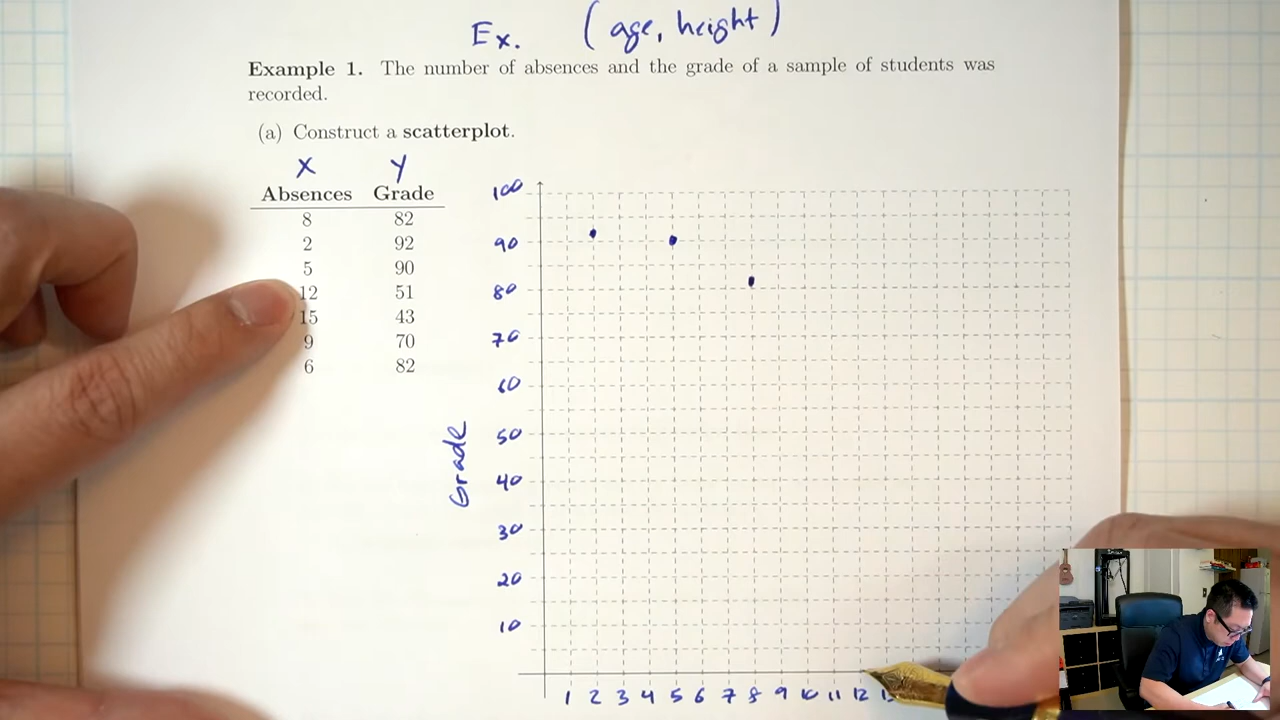 Ex. (age, height)
Example 1. The number of absences and the grade of a sample of students was
recorded.
(a) Construct a scatterplot.
X Y
Absences Grade
8 82
2 92
5 90
12 51
15 43
9 70
6 82
100
90
80
70
60
50
40
30
20
10
Grade
1 2 3 4 5 6 7 8 9 10 11 12